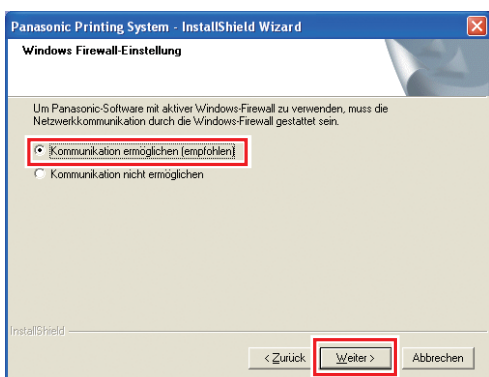 Panasonic Printing System - InstallShield Wizard
Windows Firewall-Einstellung
Um Panasonic-Software mit aktiver Windows-Firewall zu verwenden, muss die
Netzwerkkommunikation durch die Windows-Firewall gestattet sein.
Kommunikation ermöglichen (empfohlen)
Kommunikation nicht ermöglichen
InstallShield
< Zurück Weiter > Abbrechen